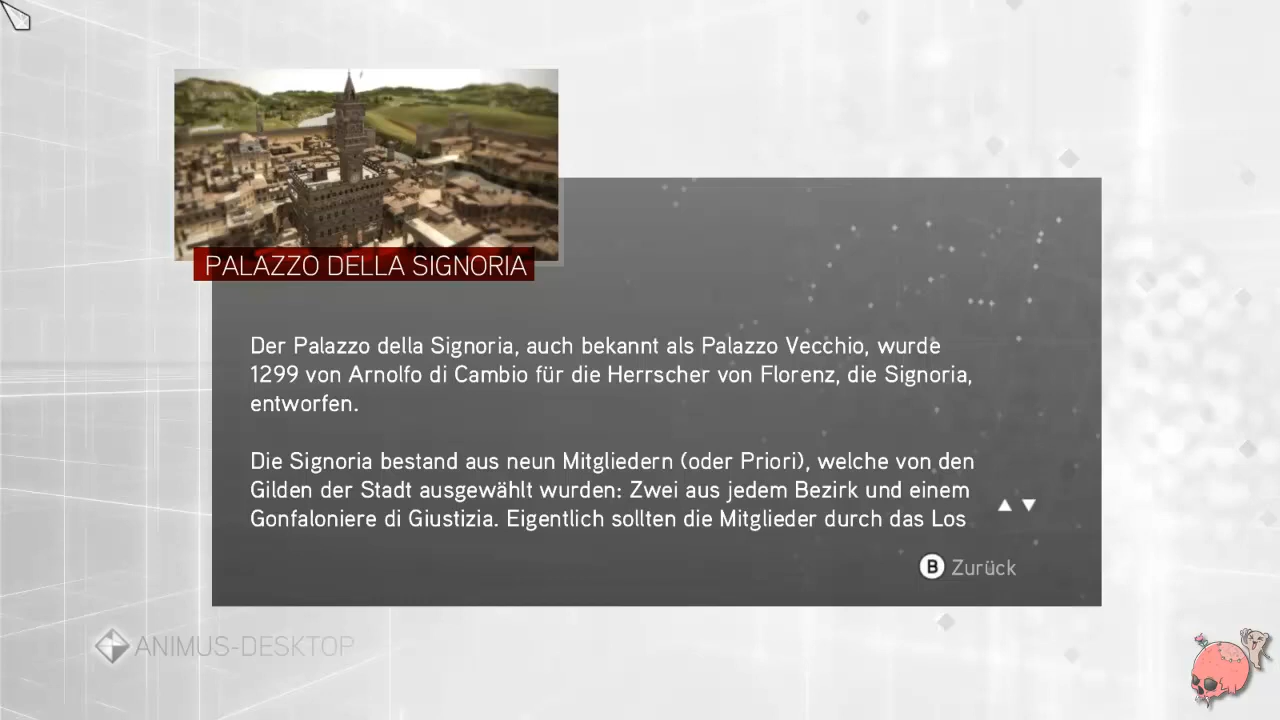 PALAZZO DELLA SIGNORIA
Der Palazzo della Signoria, auch bekannt als Palazzo Vecchio, wurde
1299 von Arnolfo di Cambio für die Herrscher von Florenz, die Signoria,
entworfen.
Die Signoria bestand aus neun Mitgliedern (oder Priori), welche von den
Gilden der Stadt ausgewählt wurden: Zwei aus jedem Bezirk und einem
Gonfaloniere di Giustizia. Eigentlich sollten die Mitglieder durch das Los
B Zurück
ANIMUS-DESKTOP